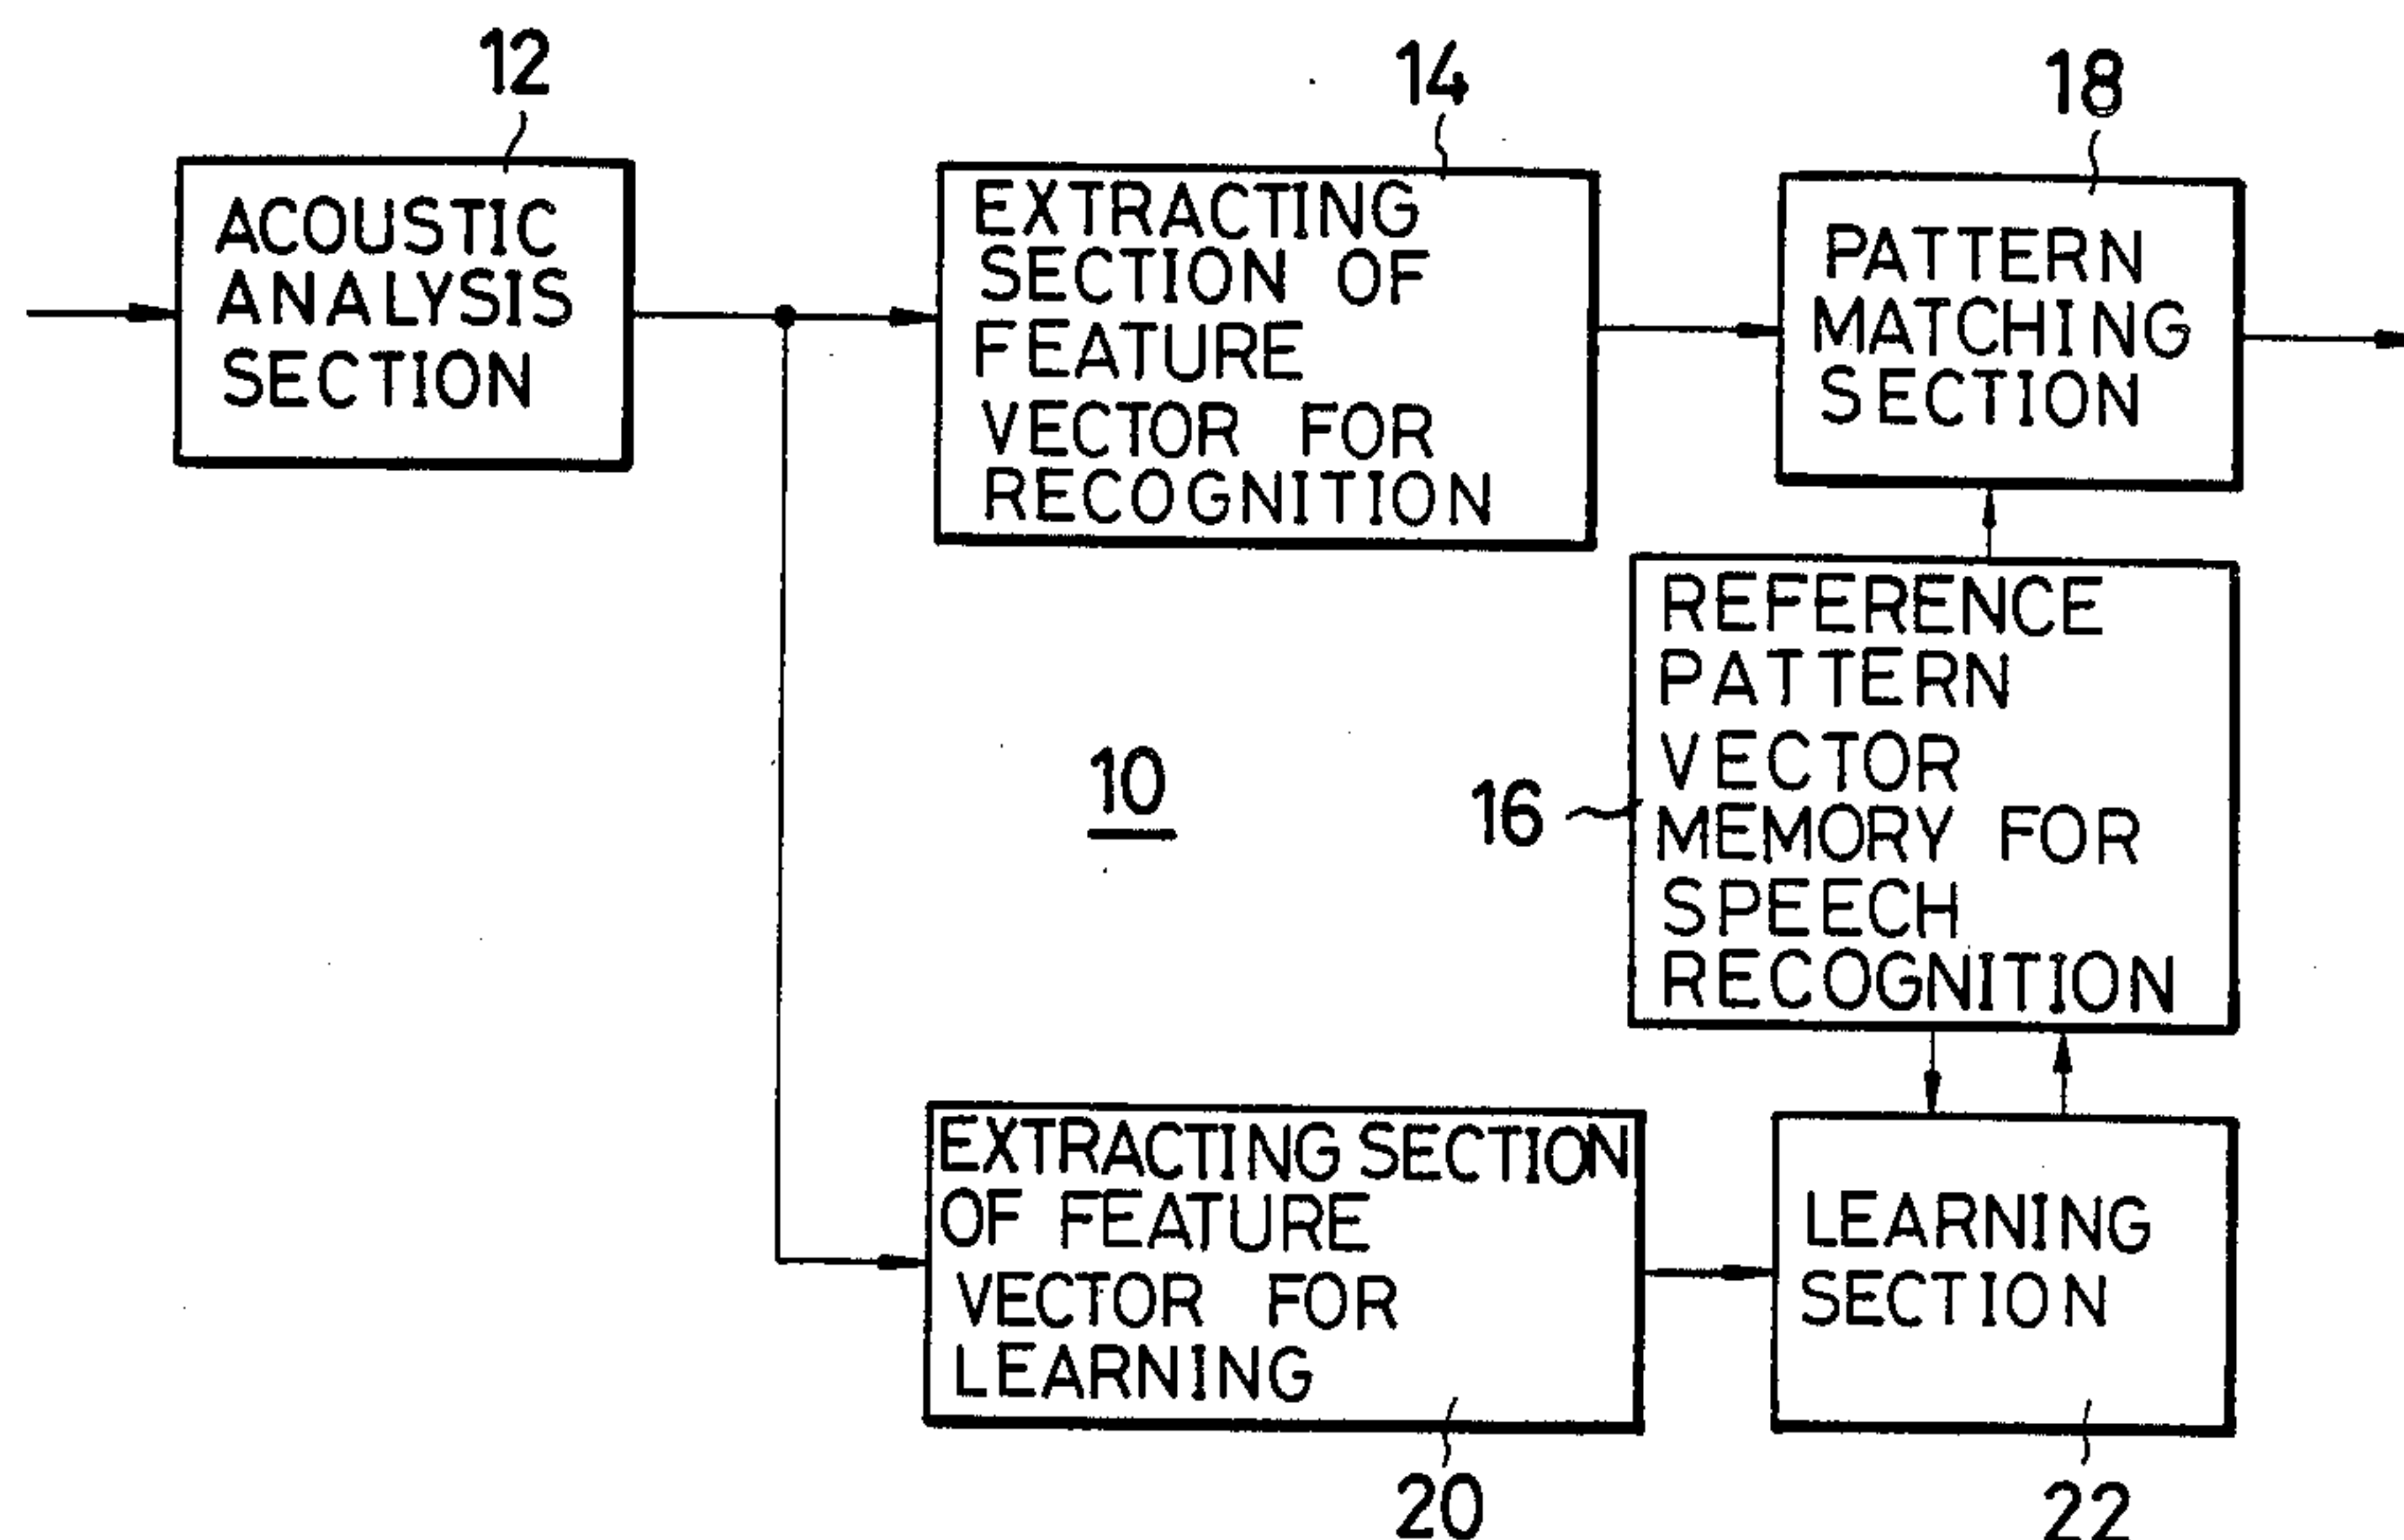 12
ACOUSTIC
ANALYSIS
SECTION
14
EXTRACTING
SECTION OF
FEATURE
VECTOR FOR
RECOGNITION
18
PATTERN
MATCHING
SECTION
10
16
REFERENCE
PATTERN
VECTOR
MEMORY FOR
SPEECH
RECOGNITION
EXTRACTING SECTION
OF FEATURE
VECTOR FOR
LEARNING
20
LEARNING
SECTION
22